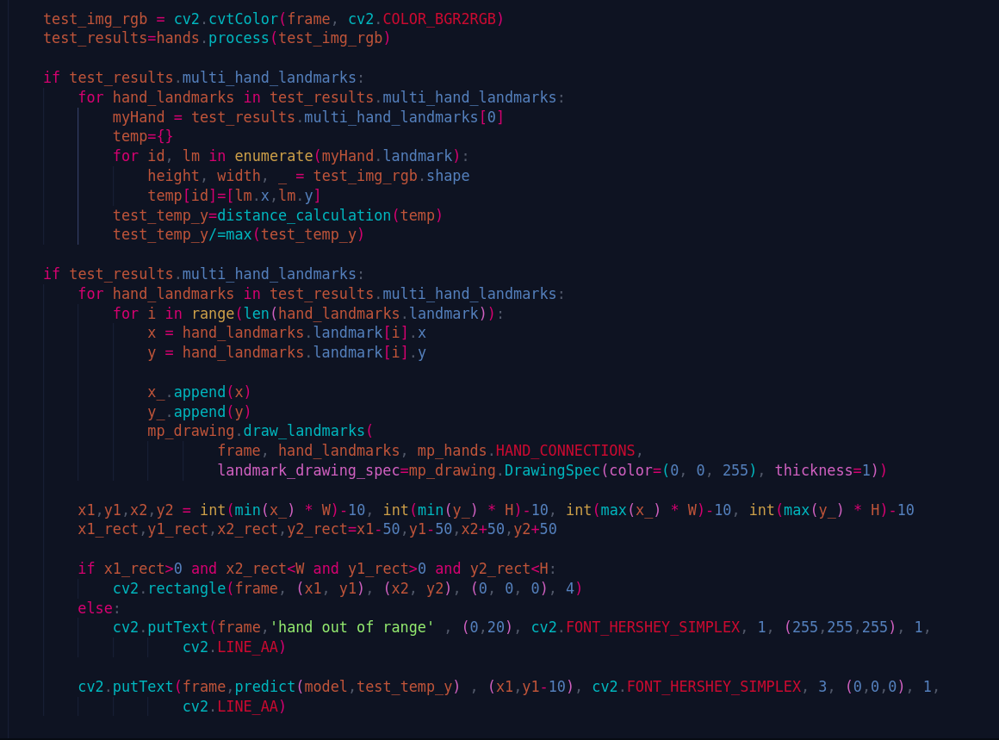 test_img_rgb = cv2.cvtColor(frame, cv2.COLOR_BGR2RGB)
test_results=hands.process(test_img_rgb)
if test_results.multi_hand_landmarks:
for hand_landmarks in test_results.multi_hand_landmarks:
myHand = test_results.multi_hand_landmarks[0]
temp={}
for id, lm in enumerate(myHand.landmark):
height, width, _ = test_img_rgb.shape
temp[id]=[lm.x,lm.y]
test_temp_y=distance_calculation(temp)
test_temp_y/=max(test_temp_y)
if test_results.multi_hand_landmarks:
for hand_landmarks in test_results.multi_hand_landmarks:
for i in range(len(hand_landmarks.landmark)):
x = hand_landmarks.landmark[i].x
y = hand_landmarks.landmark[i].y
x_.append(x)
y_.append(y)
mp_drawing.draw_landmarks(
frame, hand_landmarks, mp_hands.HAND_CONNECTIONS,
landmark_drawing_spec=mp_drawing.DrawingSpec(color=(0, 0, 255), thickness=1))
x1,y1,x2,y2 = int(min(x_) * W)-10, int(min(y_) * H)-10, int(max(x_) * W)-10, int(max(y_) * H)-10
x1_rect,y1_rect,x2_rect,y2_rect=x1-50,y1-50,x2+50,y2+50
if x1_rect>0 and x2_rect<W and y1_rect>0 and y2_rect<H:
cv2.rectangle(frame, (x1, y1), (x2, y2), (0, 0, 0), 4)
else:
cv2.putText(frame,'hand out of range' , (0,20), cv2.FONT_HERSHEY_SIMPLEX, 1, (255,255,255), 1,
cv2.LINE_AA)
cv2.putText(frame,predict(model,test_temp_y) , (x1,y1-10), cv2.FONT_HERSHEY_SIMPLEX, 3, (0,0,0), 1,
cv2.LINE_AA)